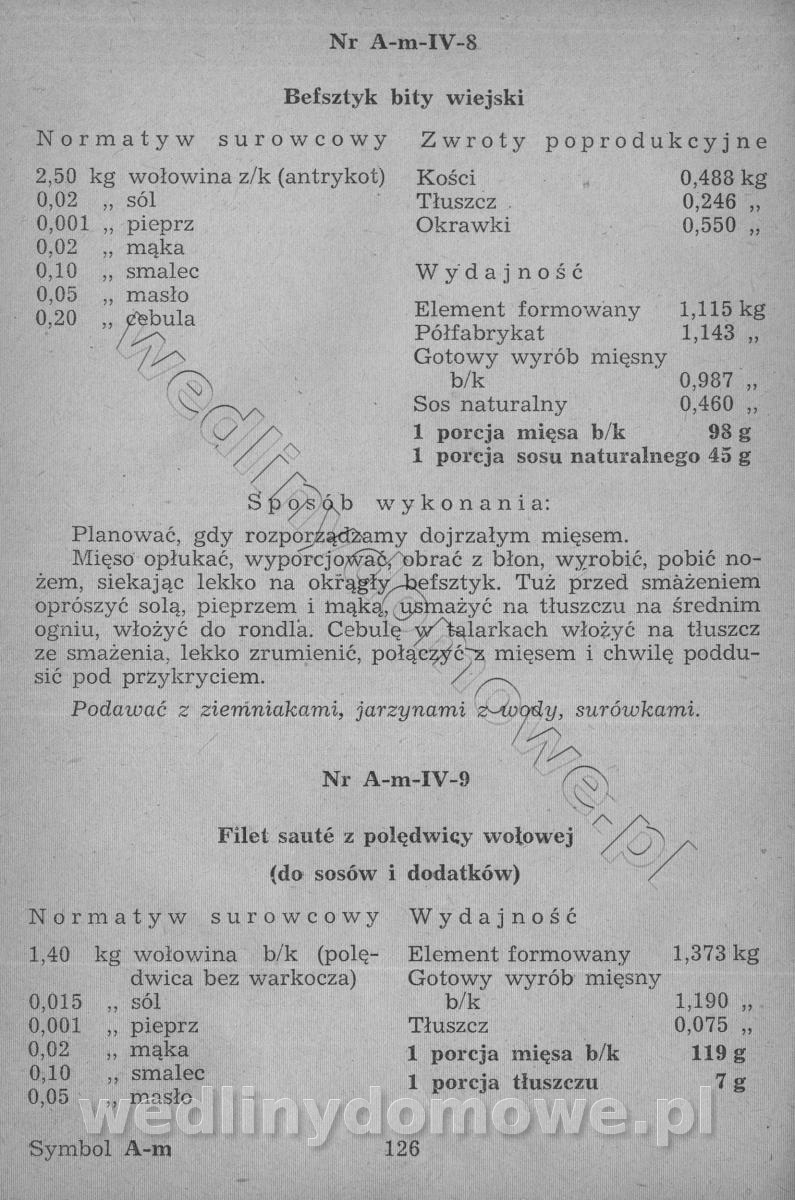 Nr A-m-IV-8
Befsztyk bity wiejski
Normatyw surowcowy
2,50 kg wołowina z/k (antrykot)
0,02 „ sól
0,001 „ pieprz
0,02 „ mąka
0,10 „ smalec
0,05 „ masło
0,20 „ cebula
Zwroty poprodukcyjne
Kości 0,488 kg
Tłuszcz 0,246 „
Okrawki 0,550 „
Wydajność
Element formowany 1,115 kg
Półfabrykat 1,143 „
Gotowy wyrób mięsny
b/k 0,987 „
Sos naturalny 0,460 „
1 porcja mięsa b/k 98 g
1 porcja sosu naturalnego 45 g
Sposób wykonania:
Planować, gdy rozporządzamy dojrzałym mięsem.
Mięso opłukać, wyporcjować, obrać z błon, wyrobić, pobić no-
żem, siekając lekko na okrągły befsztyk. Tuż przed smażeniem
oprószyć solą, pieprzem i mąką, usmażyć na tłuszczu na średnim
ogniu, włożyć do rondla. Cebulę w talarkach włożyć na tłuszcz
ze smażenia, lekko zrumienić, połączyć z mięsem i chwilę poddu-
sić pod przykryciem.
Podawać z ziemniakami, jarzynami z wody, surówkami.
Nr A-m-IV-9
Filet sauté z polędwicy wołowej
(do sosów i dodatków)
Normatyw surowcowy
1,40 kg wołowina b/k (polę-
dwica bez warkocza)
0,015 „ sól
0,001 „ pieprz
0,02 „ mąka
0,10 „ smalec
0,05 „ masło
Wydajność
Element formowany 1,373 kg
Gotowy wyrób mięsny
b/k 1,190 „
Tłuszcz 0,075 „
1 porcja mięsa b/k 119 g
1 porcja tłuszczu 7 g
Symbol A-m 126
wedlinydomowe.pl
wedlinydomowe.pl